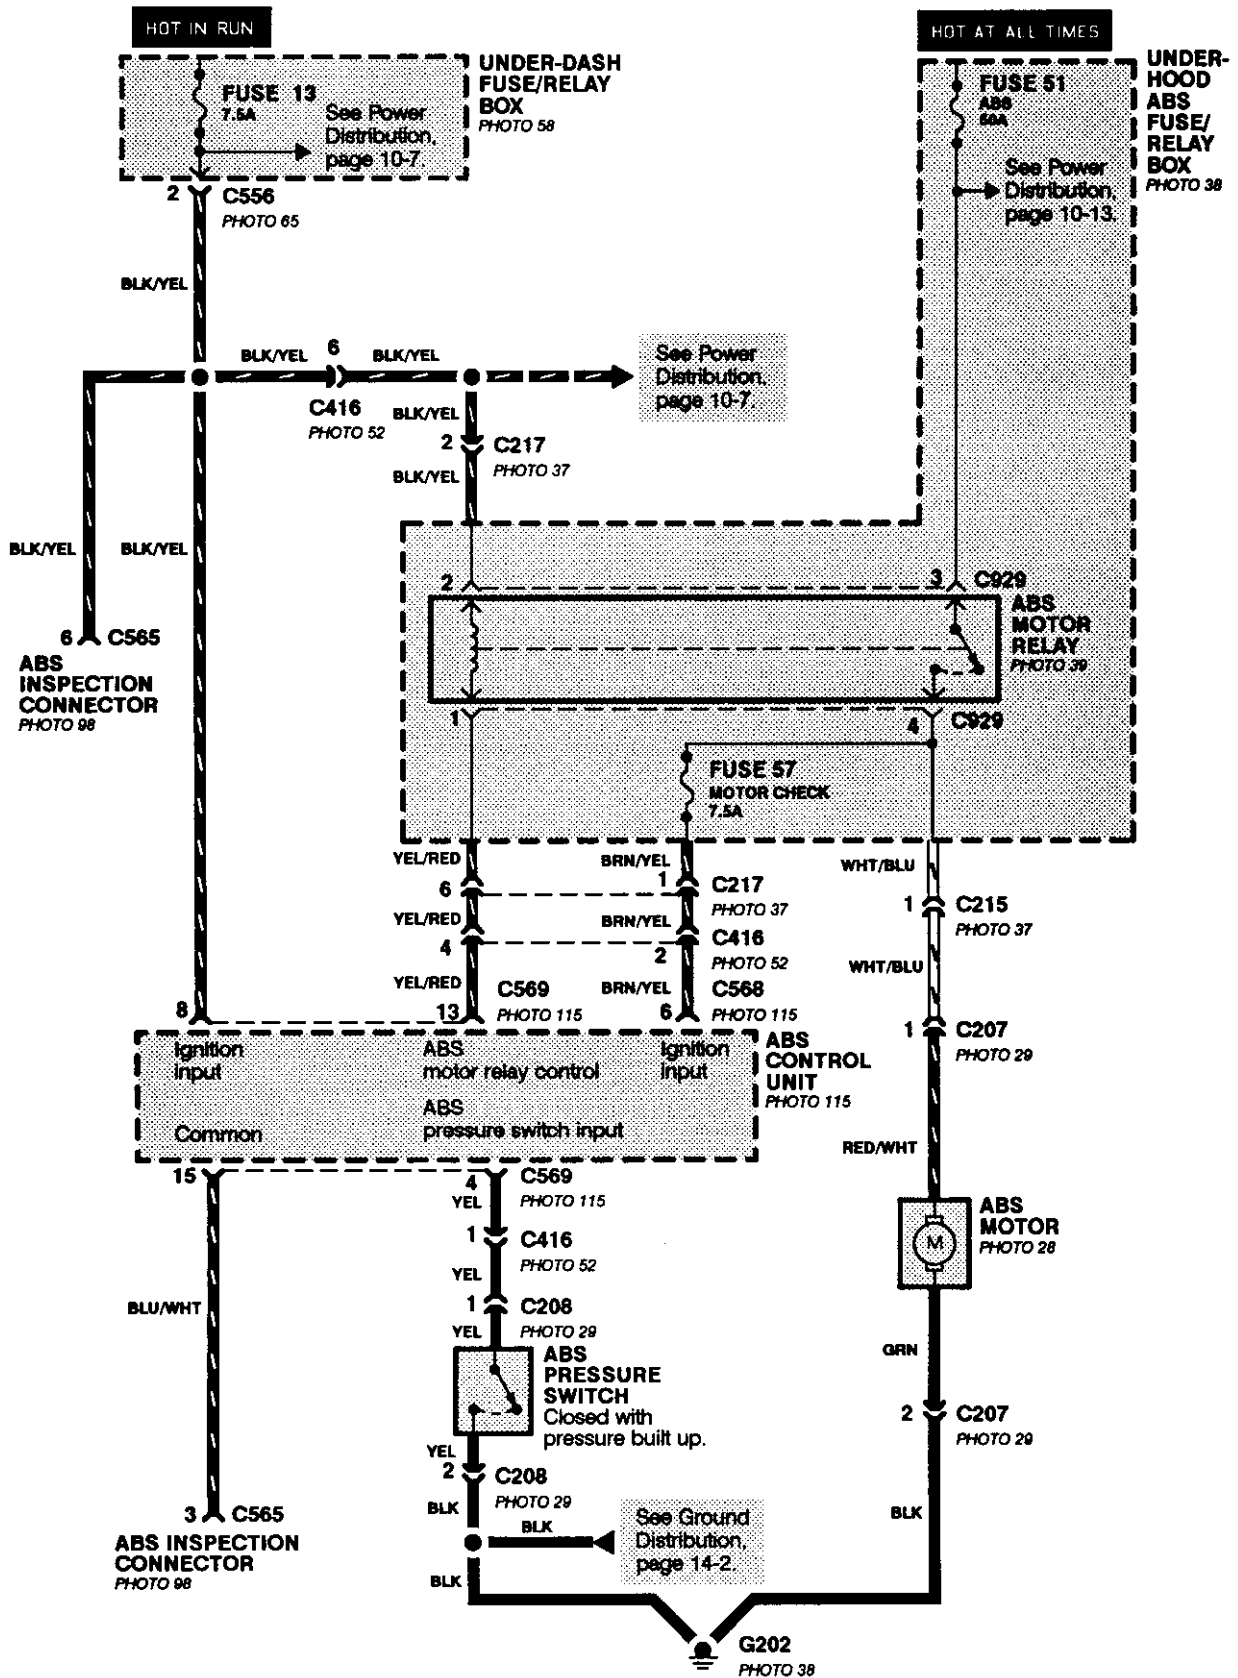 HOT IN RUN
HOT AT ALL TIMES
UNDER-DASH
FUSE/RELAY
BOX
PHOTO 58
FUSE 13
7.5A
See Power
Distribution,
page 10-7.
UNDER-
HOOD
ABS
FUSE/
RELAY
BOX
PHOTO 38
FUSE 51
ABS
50A
See Power
Distribution,
page 10-13.
2
C556
PHOTO 65
BLK/YEL
BLK/YEL
6
BLK/YEL
C416
PHOTO 52
See Power
Distribution,
page 10-7.
BLK/YEL
2
C217
PHOTO 37
BLK/YEL
BLK/YEL
BLK/YEL
6
C565
ABS
INSPECTION
CONNECTOR
PHOTO 98
2
3
C929
ABS
MOTOR
RELAY
PHOTO 39
1
4
C929
FUSE 57
MOTOR CHECK
7.5A
YEL/RED
BRN/YEL
WHT/BLU
6
1
C217
PHOTO 37
1
C215
PHOTO 37
YEL/RED
BRN/YEL
4
2
C416
PHOTO 52
WHT/BLU
YEL/RED
BRN/YEL
8
13
C569
PHOTO 115
6
C568
PHOTO 115
1
C207
PHOTO 29
Ignition
input
ABS
motor relay control
Ignition
input
ABS
CONTROL
UNIT
PHOTO 115
Common
ABS
pressure switch input
RED/WHT
15
4
C569
PHOTO 115
YEL
1
C416
PHOTO 52
YEL
ABS
MOTOR
PHOTO 28
M
BLU/WHT
1
C208
PHOTO 29
YEL
ABS
PRESSURE
SWITCH
Closed with
pressure built up.
GRN
2
C207
PHOTO 29
YEL
2
C208
PHOTO 29
BLK
BLK
See Ground
Distribution,
page 14-2.
BLK
BLK
3
C565
ABS INSPECTION
CONNECTOR
PHOTO 98
G202
PHOTO 38